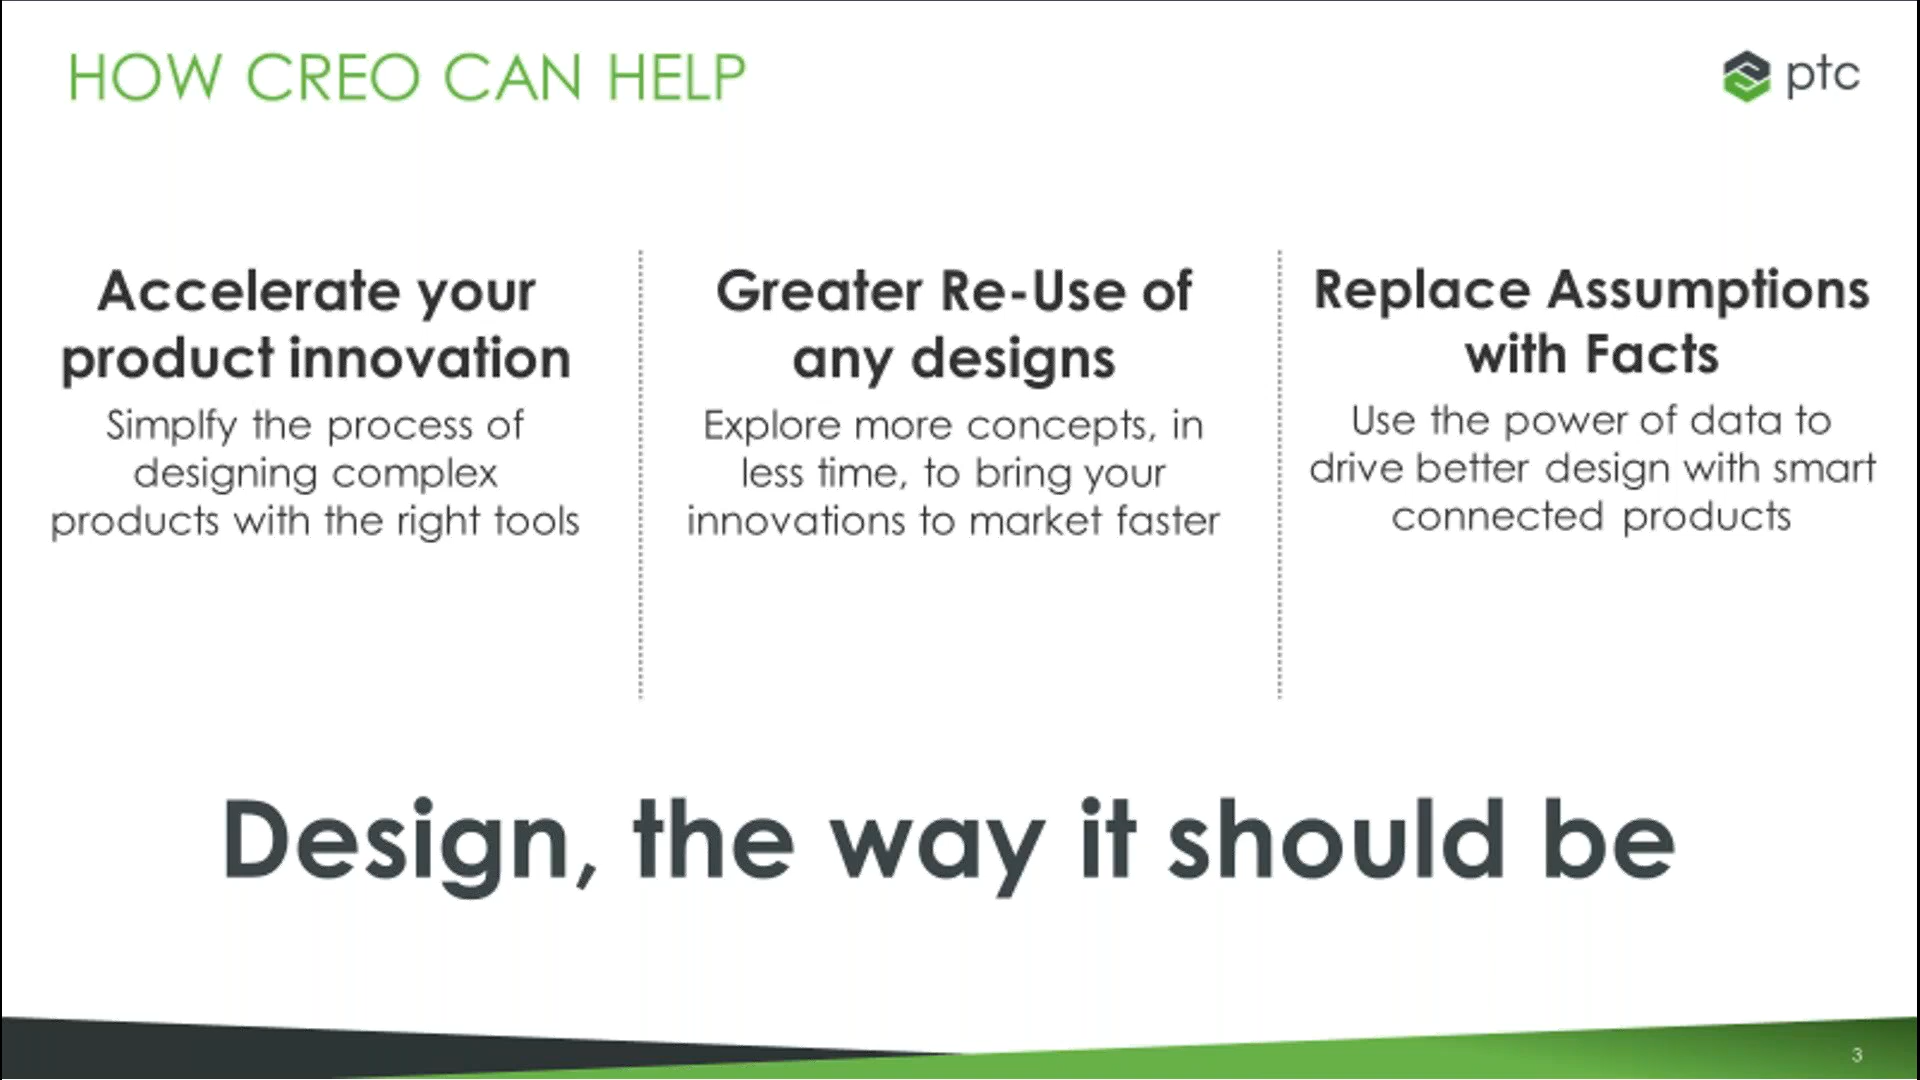 HOW CREO CAN HELP
ptc
Accelerate your
product innovation
Simplfy the process of
designing complex
products with the right tools
Greater Re-Use of
any designs
Explore more concepts, in
less time, to bring your
innovations to market faster
Replace Assumptions
with Facts
Use the power of data to
drive better design with smart
connected products
Design, the way it should be
3